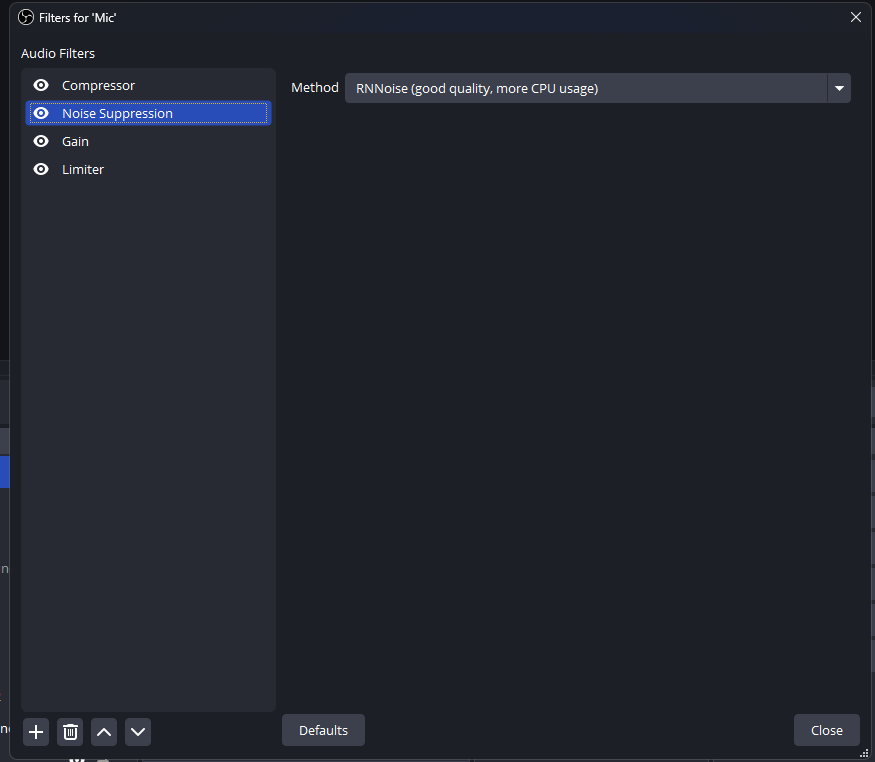 Filters for 'Mic'
Audio Filters
Compressor
Noise Suppression
Gain
Limiter
Method
RNNoise (good quality, more CPU usage)
Defaults
Close